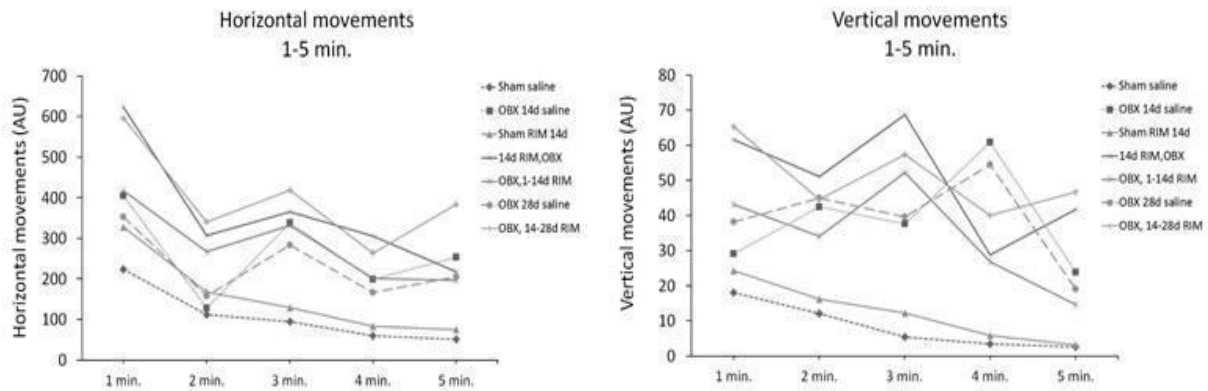 Horizontal movements
1-5 min.
Horizontal movements (AU)
700
600
500
400
300
200
100
0
1 min.
2 min.
3 min.
4 min.
5 min.
Sham saline
OBX 14d saline
Sham RIM 14d
14d RIM,OBX
OBX,1-14d RIM
OBX 28d saline
OBX, 14-28d RIM
Vertical movements
1-5 min.
Vertical movements (AU)
80
70
60
50
40
30
20
10
0
1 min.
2 min.
3 min.
4 min.
5 min.
Sham saline
OBX 14d saline
Sham RIM 14d
14d RIM,OBX
OBX, 1-14d RIM
OBX 28d saline
OBX, 14-28d RIM